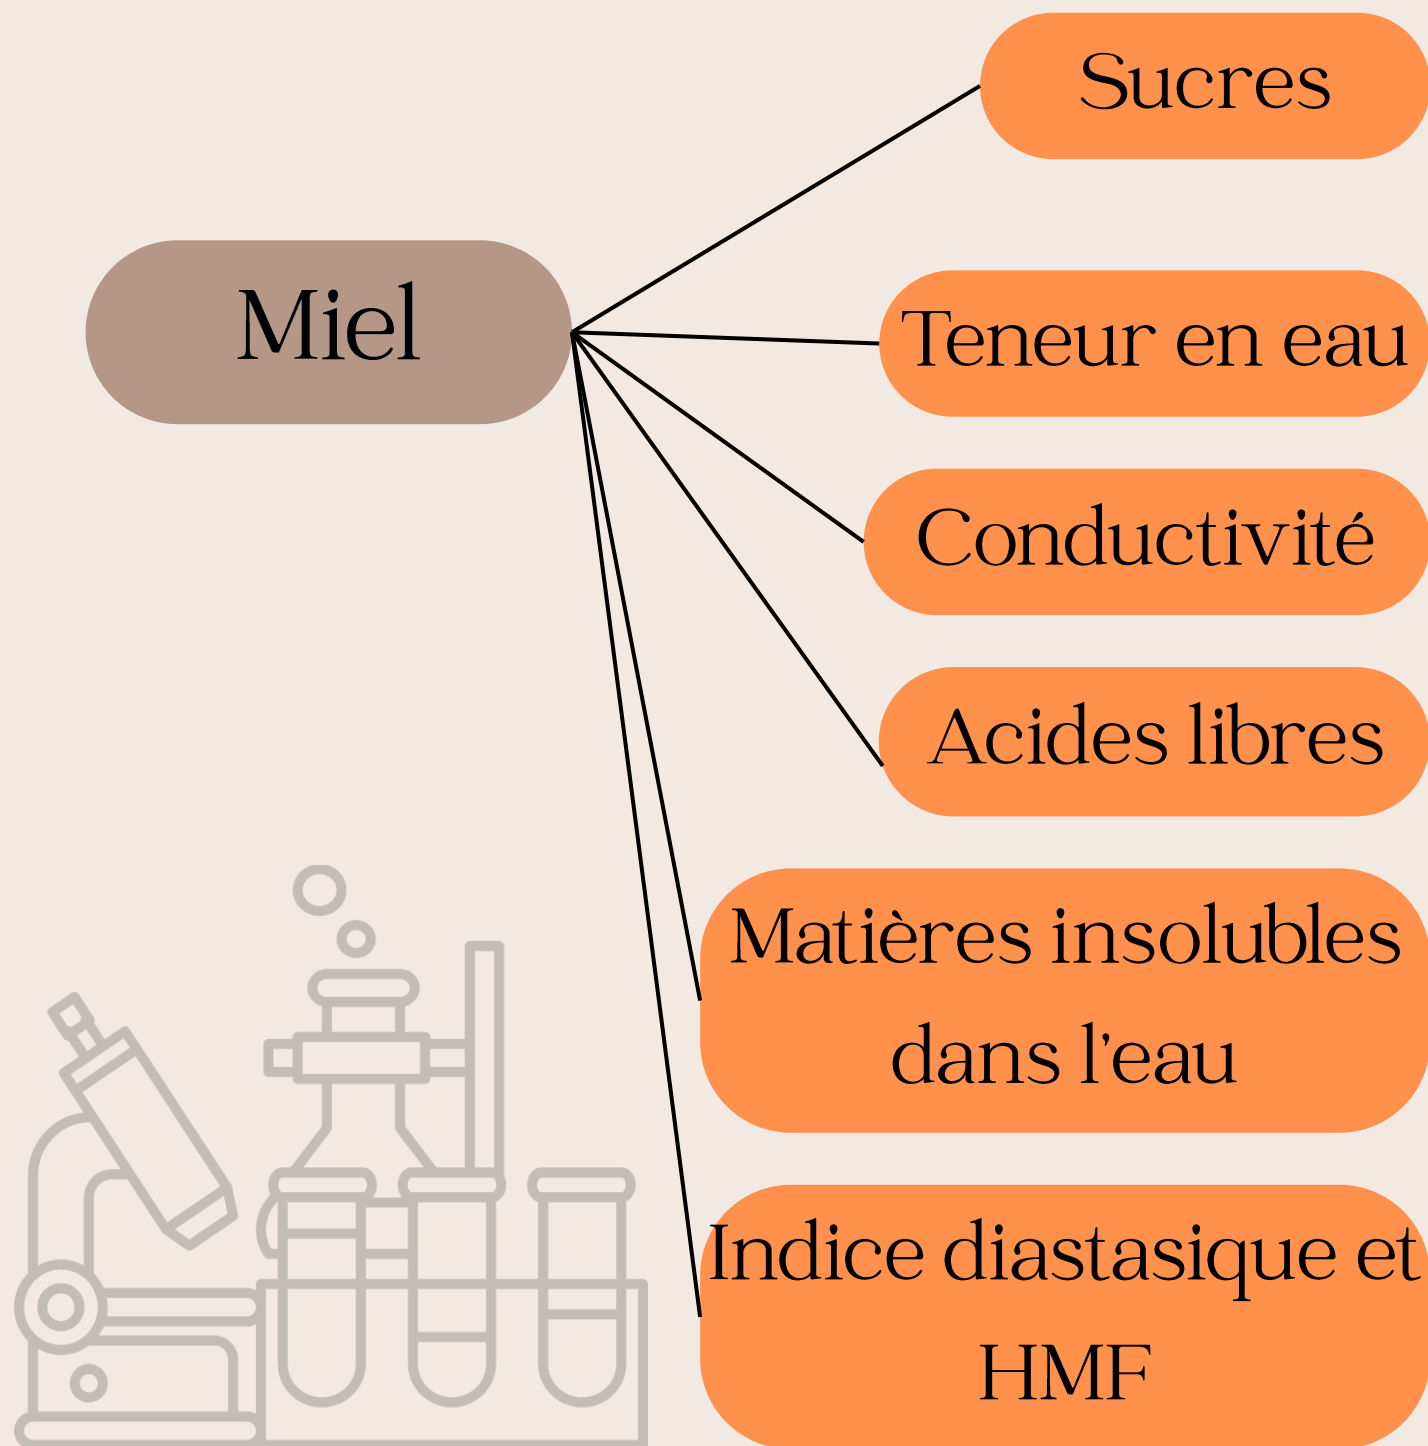 Sucres
Miel
Teneur en eau
Conductivité
Acides libres
Matières insolubles
dans l'eau
Indice diastasique et
HMF